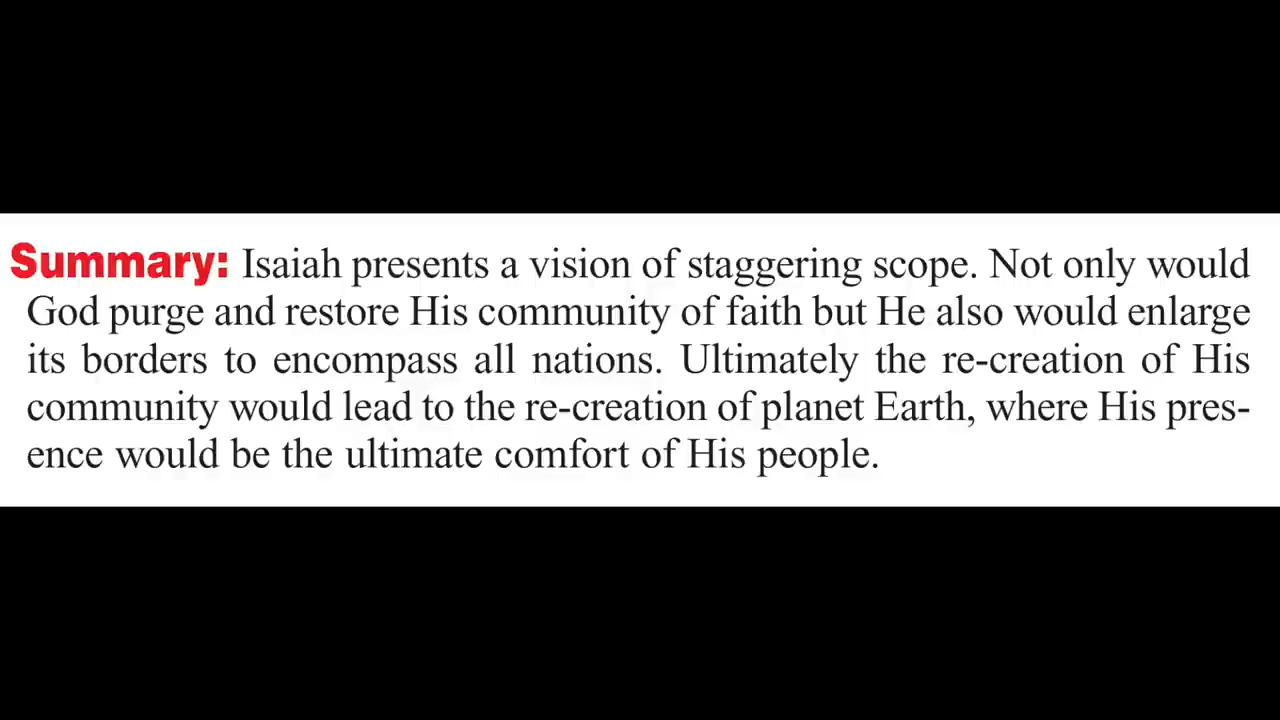 Summary: Isaiah presents a vision of staggering scope. Not only would
God purge and restore His community of faith but He also would enlarge
its borders to encompass all nations. Ultimately the re-creation of His
community would lead to the re-creation of planet Earth, where His pres-
ence would be the ultimate comfort of His people.